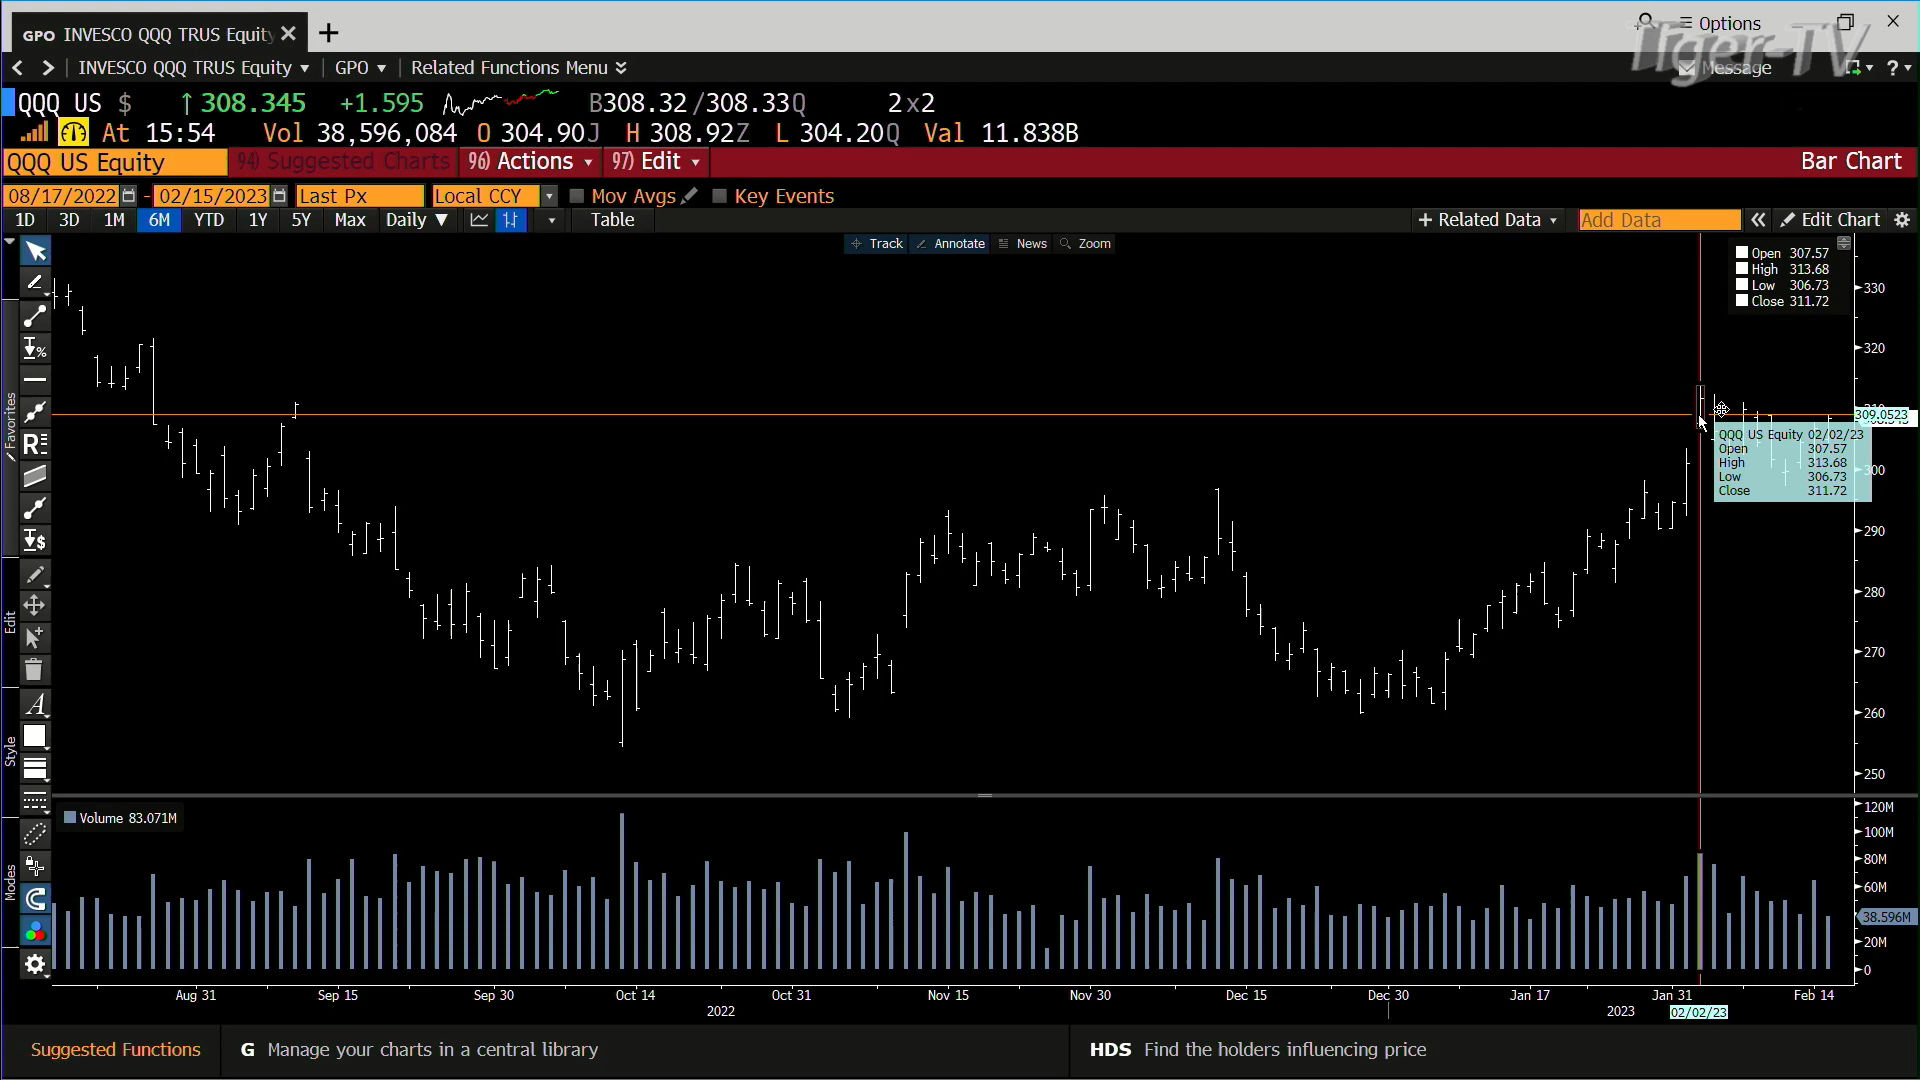 GPO INVESCO QQQ TRUS Equity
Options
Tiger-TV
INVESCO QQQ TRUS Equity GPO Related Functions Menu Message ?
QQQ US $ ↑308.345 +1.595 B308.32/308.33Q 2x2
At 15:54 Vol 38,596,084 O 304.90J H 308.92Z L 304.20Q Val 11.838B
QQQ US Equity 94) Suggested Charts 96) Actions 97) Edit Bar Chart
08/17/2022 - 02/15/2023 Last Px Local CCY Mov Avgs Key Events
1D 3D 1M 6M YTD 1Y 5Y Max Daily ▼ Table + Related Data Add Data « Edit Chart
Track Annotate News Zoom
Open 307.57
High 313.68
Low 306.73
Close 311.72
330
320
309.0523
QQQ US Equity 02/02/23
Open 307.57
High 313.68
Low 306.73
Close 311.72
300
290
280
270
260
250
Favorites
Edit
Style
Modes
Volume 83.071M
120M
100M
80M
60M
38.596M
20M
0
Aug 31 Sep 15 Sep 30 Oct 14 Oct 31 Nov 15 Nov 30 Dec 15 Dec 30 Jan 17 Jan 31 Feb 14
2022 2023 02/02/23
Suggested Functions G Manage your charts in a central library HDS Find the holders influencing price